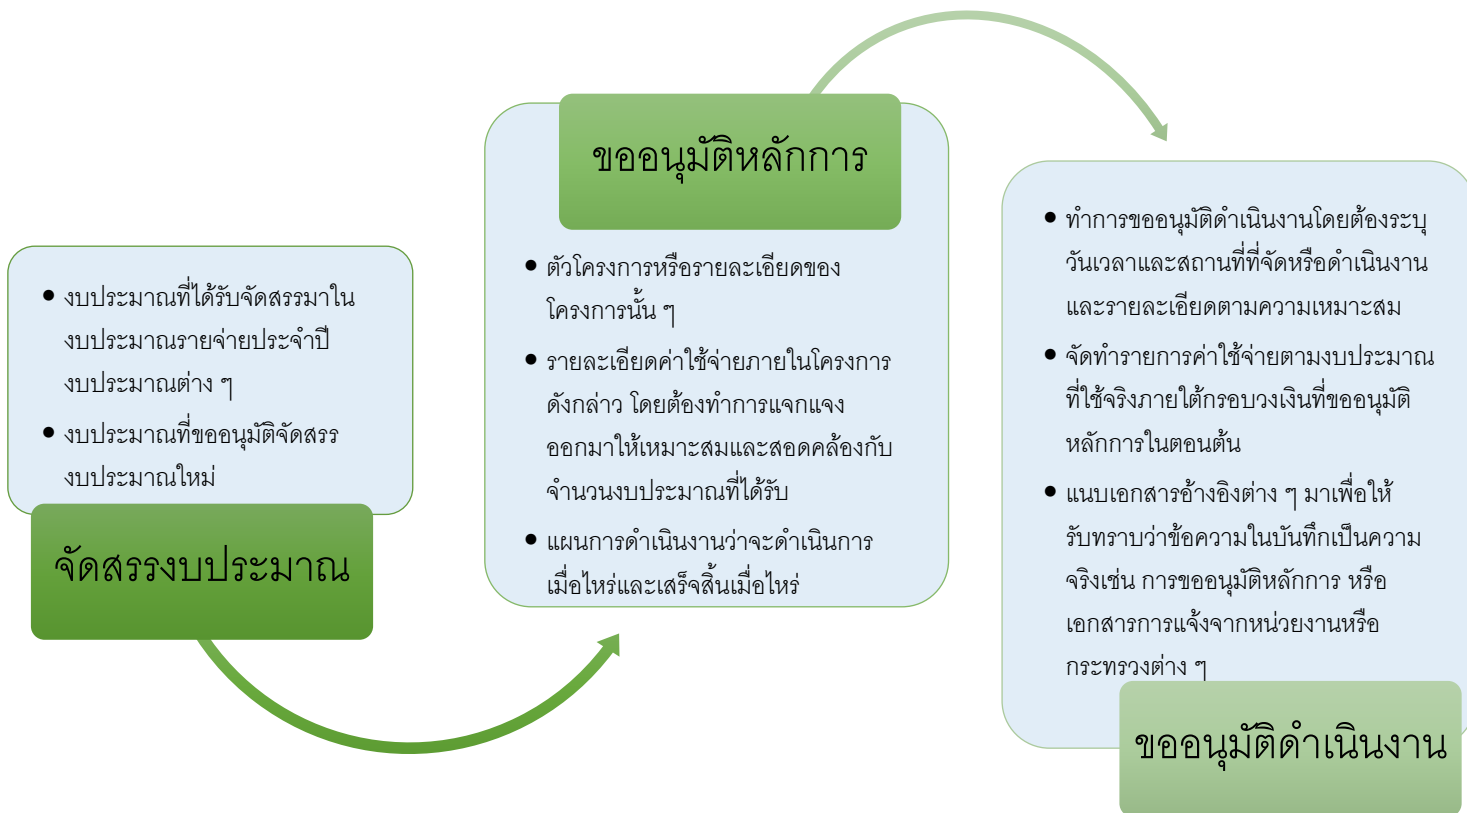 งบประมาณที่ได้รับจัดสรรมาใน
งบประมาณรายจ่ายประจำปี
งบประมาณต่าง ๆ
งบประมาณที่ขออนุมัติจัดสรร
งบประมาณใหม่
จัดสรรงบประมาณ
ขออนุมัติหลักการ
ตัวโครงการหรือรายละเอียดของ
โครงการนั้น ๆ
รายละเอียดค่าใช้จ่ายภายในโครงการ
ดังกล่าว โดยต้องทำการแจกแจง
ออกมาให้เหมาะสมและสอดคล้องกับ
จำนวนงบประมาณที่ได้รับ
แผนการดำเนินงานว่าจะดำเนินการ
เมื่อไหร่และเสร็จสิ้นเมื่อไหร่
ทำการขออนุมัติดำเนินงานโดยต้องระบุ
วันเวลาและสถานที่ที่จัดหรือดำเนินงาน
และรายละเอียดตามความเหมาะสม
จัดทำรายการค่าใช้จ่ายตามงบประมาณ
ที่ใช้จริงภายใต้กรอบวงเงินที่ขออนุมัติ
หลักการในตอนต้น
แนบเอกสารอ้างอิงต่าง ๆ มาเพื่อให้
รับทราบว่าข้อความในบันทึกเป็นความ
จริงเช่น การขออนุมัติหลักการ หรือ
เอกสารการแจ้งจากหน่วยงานหรือ
กระทรวงต่าง ๆ
ขออนุมัติดำเนินงาน